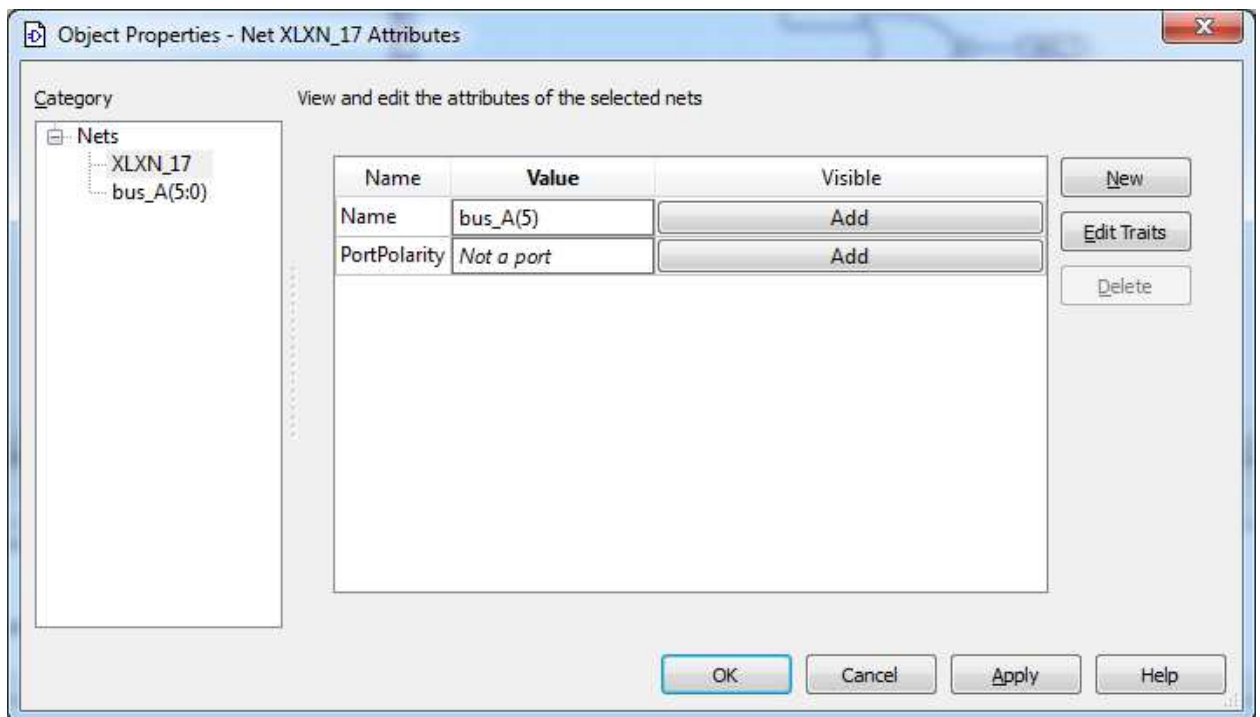 Object Properties - Net XLXN_17 Attributes
x
Category
View and edit the attributes of the selected nets
Nets
XLXN_17
bus_A(5:0)
Name Value Visible
Name bus_A(5) Add
PortPolarity Not a port Add
New
Edit Traits
Delete
OK Cancel Apply Help